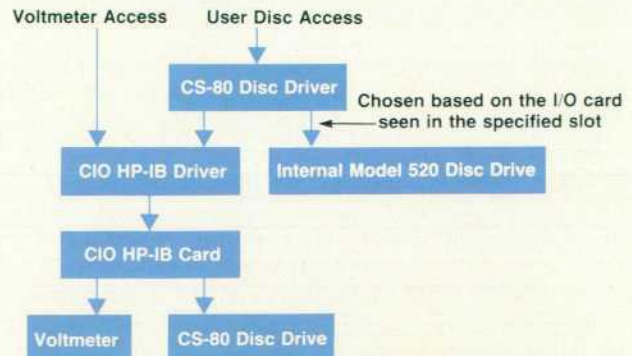 Voltmeter Access
User Disc Access
CS-80 Disc Driver
Chosen based on the I/O card
seen in the specified slot
CIO HP-IB Driver
Internal Model 520 Disc Drive
CIO HP-IB Card
Voltmeter
CS-80 Disc Drive